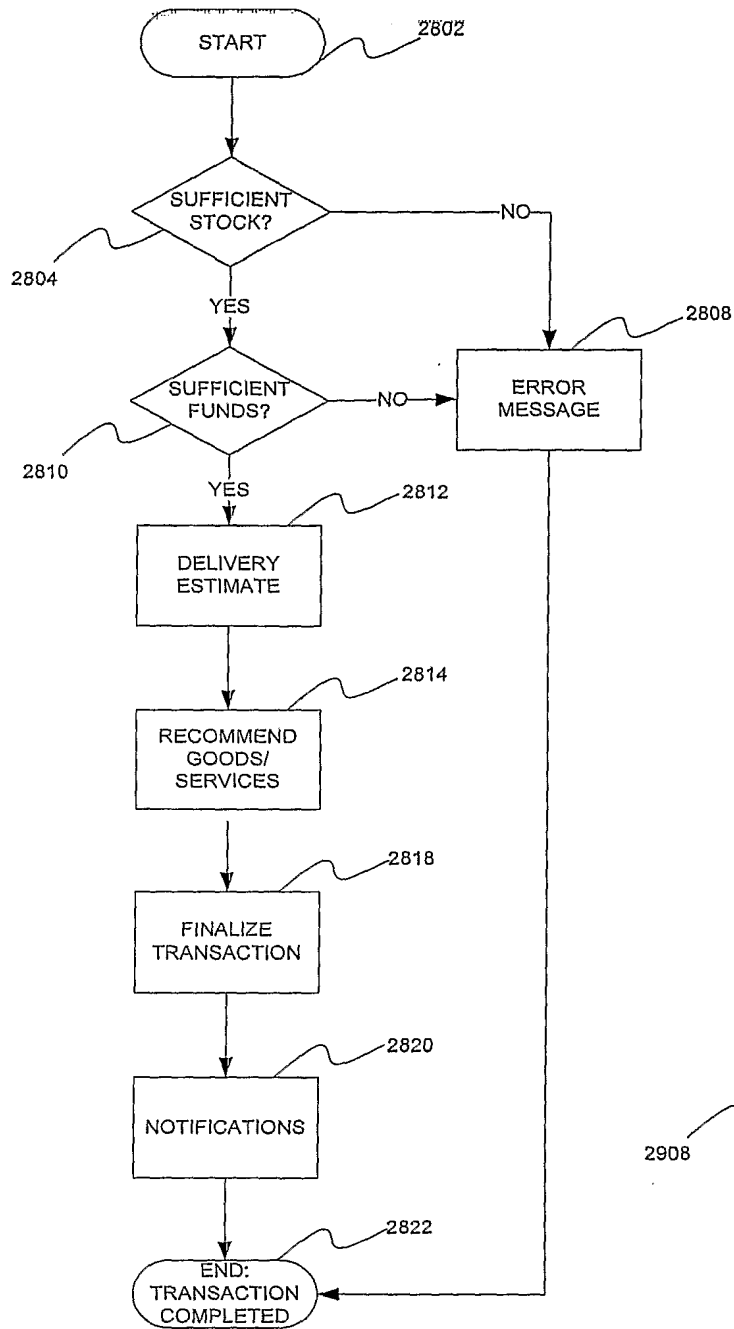 START
2802
SUFFICIENT
STOCK?
NO
2804
YES
2808
SUFFICIENT
FUNDS?
NO
ERROR
MESSAGE
2810
YES
2812
DELIVERY
ESTIMATE
2814
RECOMMEND
GOODS/
SERVICES
2818
FINALIZE
TRANSACTION
2820
NOTIFICATIONS
2908
2822
END:
TRANSACTION
COMPLETED